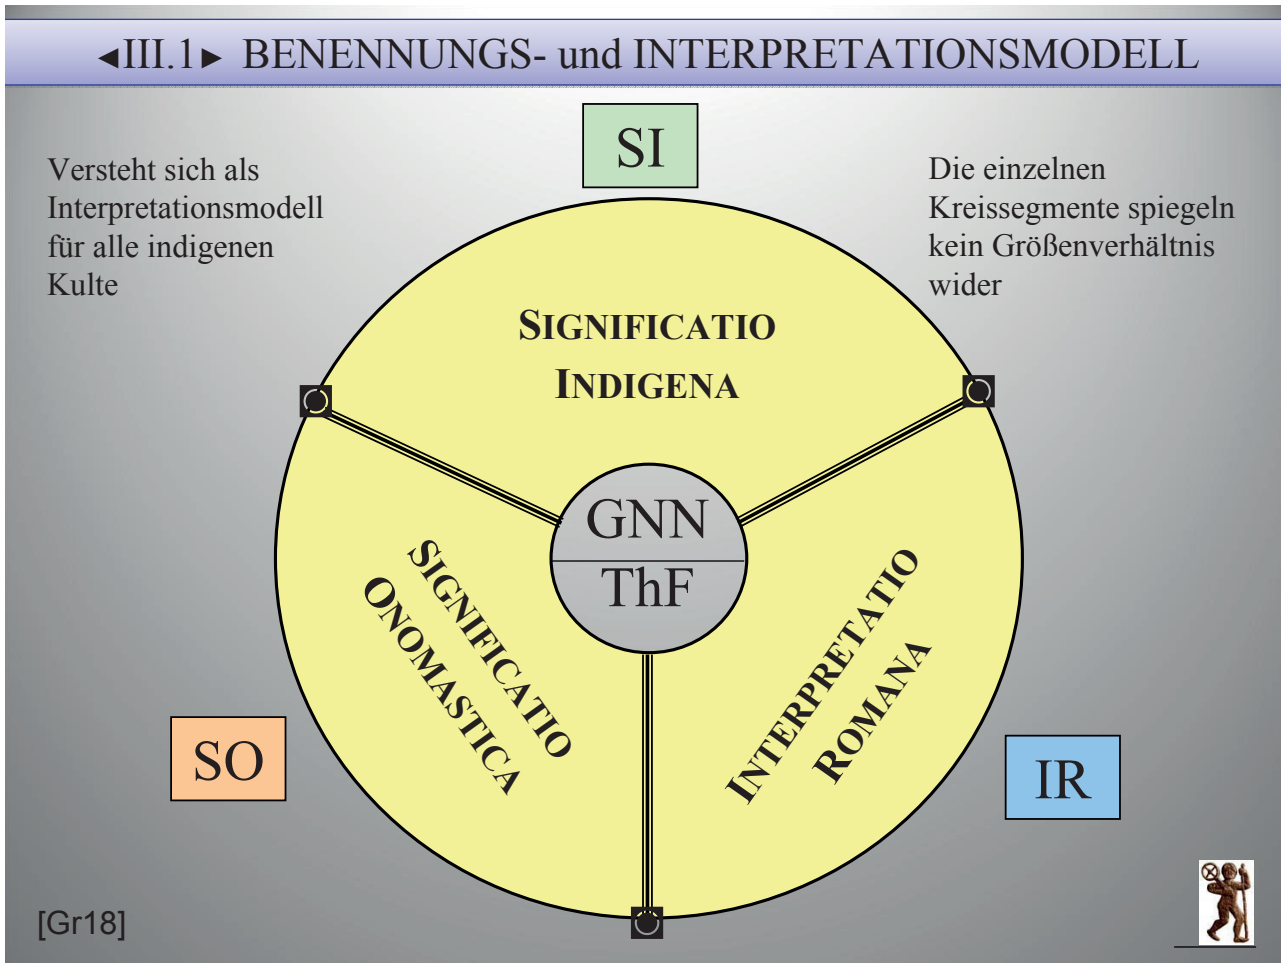 ◄III.1► BENENNUNGS- und INTERPRETATIONSMODELL
SI
Versteht sich als
Interpretationsmodell
für alle indigenen
Kulte
Die einzelnen
Kreissegmente spiegeln
kein Größenverhältnis
wider
SIGNIFICATIO
INDIGENA
GNN
ThF
SIGNIFICATIO
ONOMASTICA
INTERPRETATIO
ROMANA
SO
IR
[Gr18]